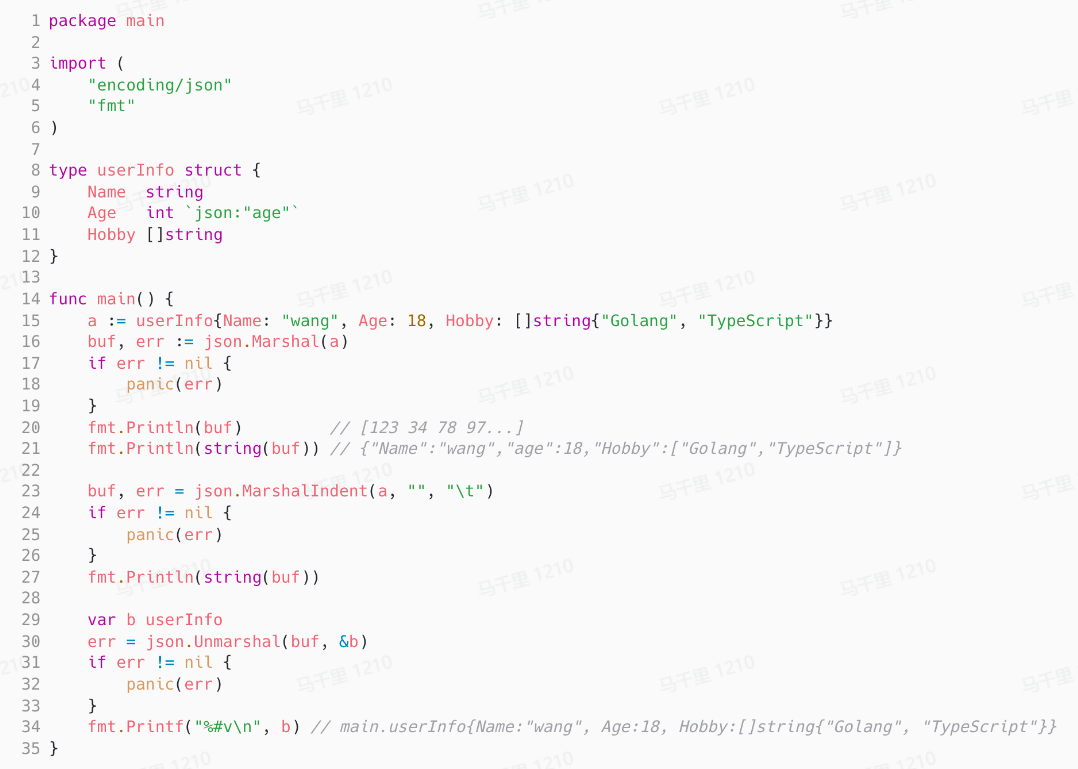 1 package main
2
3 import (
4     "encoding/json"
5     "fmt"
6 )
7
8 type userInfo struct {
9     Name  string
10     Age   int `json:"age"`
11     Hobby []string
12 }
13
14 func main() {
15     a := userInfo{Name: "wang", Age: 18, Hobby: []string{"Golang", "TypeScript"}}
16     buf, err := json.Marshal(a)
17     if err != nil {
18         panic(err)
19     }
20     fmt.Println(buf)         // [123 34 78 97...]
21     fmt.Println(string(buf)) // {"Name":"wang","age":18,"Hobby":["Golang","TypeScript"]}
22
23     buf, err = json.MarshalIndent(a, "", "\t")
24     if err != nil {
25         panic(err)
26     }
27     fmt.Println(string(buf))
28
29     var b userInfo
30     err = json.Unmarshal(buf, &b)
31     if err != nil {
32         panic(err)
33     }
34     fmt.Printf("%#v\n", b) // main.userInfo{Name:"wang", Age:18, Hobby:[]string{"Golang", "TypeScript"}}
35 }
马千里 1210